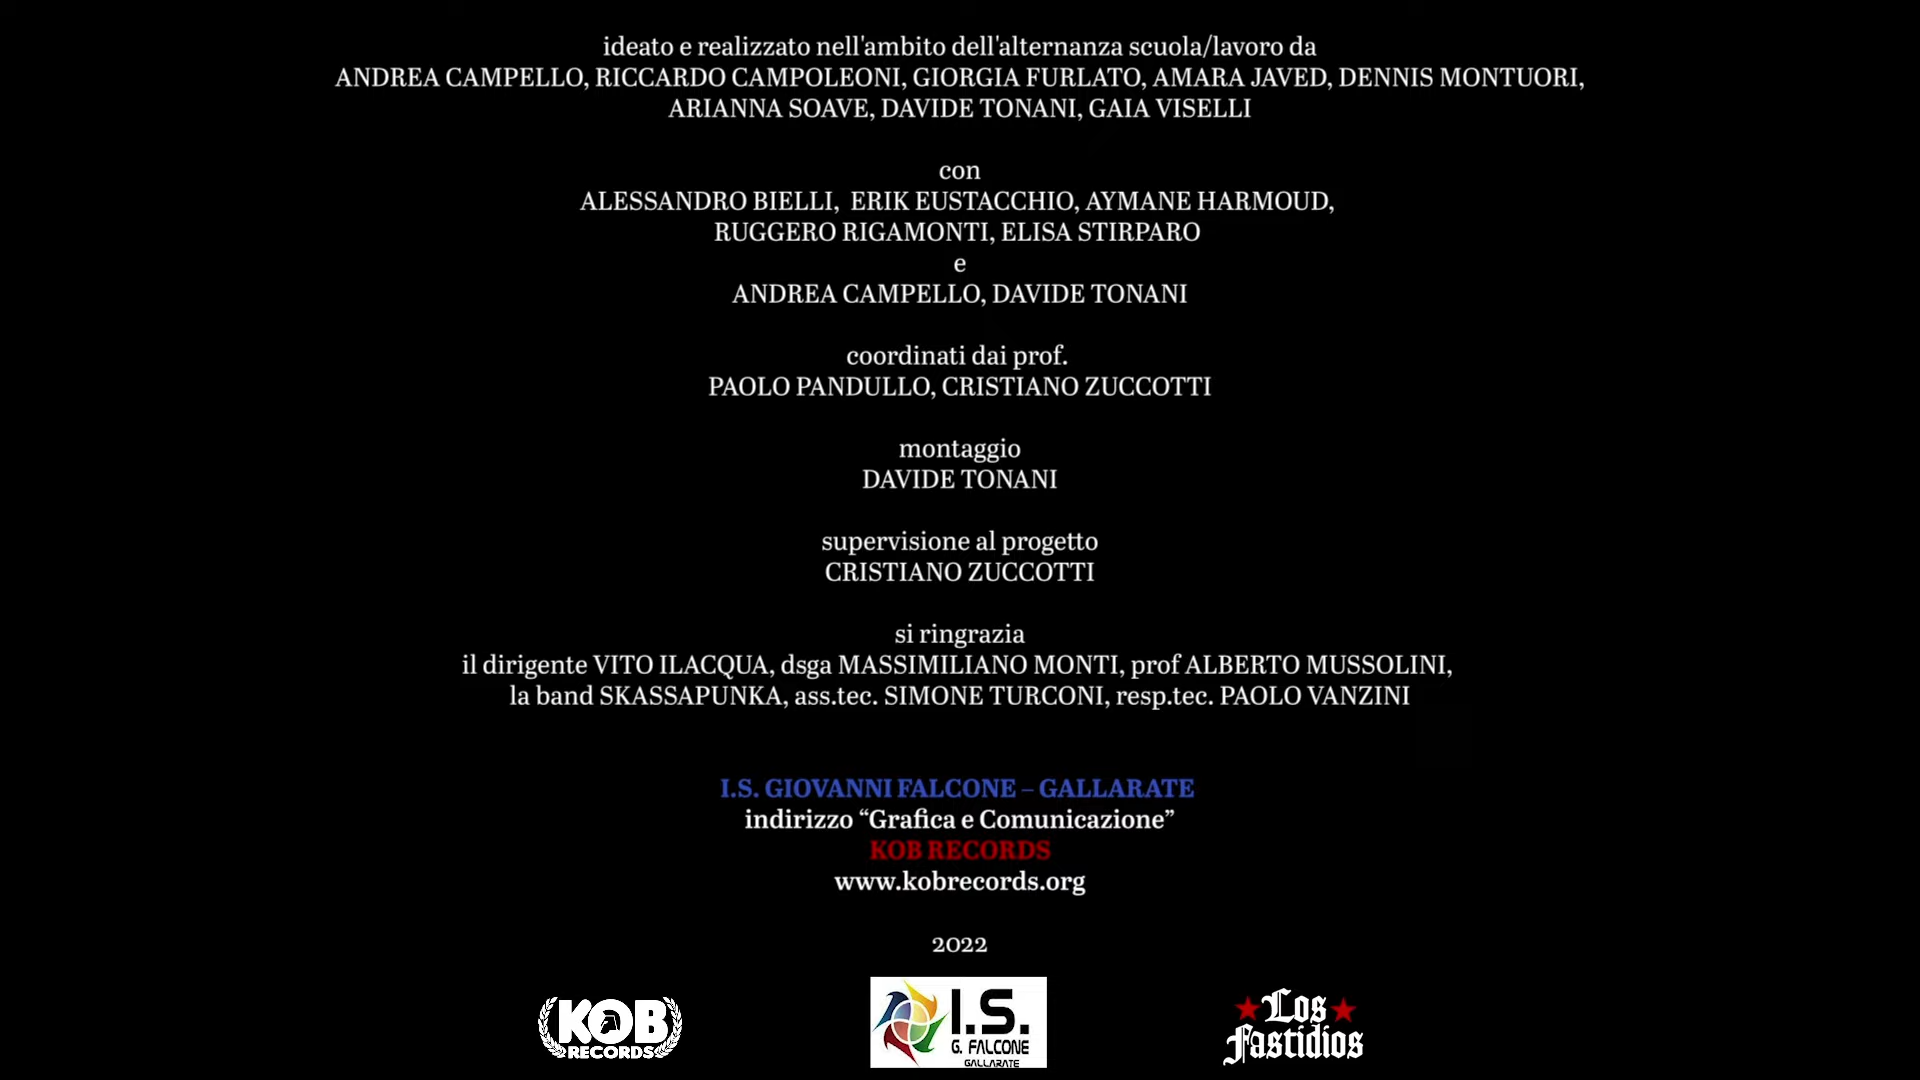 ideato e realizzato nell'ambito dell'alternanza scuola/lavoro da
ANDREA CAMPELLO, RICCARDO CAMPOLEONI, GIORGIA FURLATO, AMARA JAVED, DENNIS MONTUORI,
ARIANNA SOAVE, DAVIDE TONANI, GAIA VISELLI
con
ALESSANDRO BIELLI, ERIK EUSTACCHIO, AYMANE HARMOUD,
RUGGERO RIGAMONTI, ELISA STIRPARO
e
ANDREA CAMPELLO, DAVIDE TONANI
coordinati dai prof.
PAOLO PANDULLO, CRISTIANO ZUCCOTTI
montaggio
DAVIDE TONANI
supervisione al progetto
CRISTIANO ZUCCOTTI
si ringrazia
il dirigente VITO ILACQUA, dsga MASSIMILIANO MONTI, prof ALBERTO MUSSOLINI,
la band SKASSAPUNKA, ass.tec. SIMONE TURCONI, resp.tec. PAOLO VANZINI
I.S. GIOVANNI FALCONE – GALLARATE
indirizzo “Grafica e Comunicazione”
KOB RECORDS
www.kobrecords.org
2022
KOB
RECORDS
I.S.
G. FALCONE
GALLARATE
Los
Fastidios